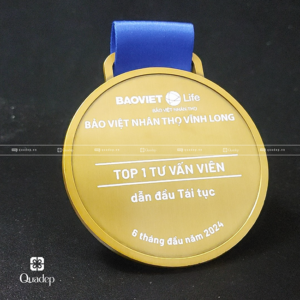 BAOVIET Life
BẢO VIỆT NHÂN THỌ VĨNH LONG
TOP 1 TƯ VẤN VIÊN
dẫn đầu Tái tục
6 tháng đầu năm 2024
Quadep